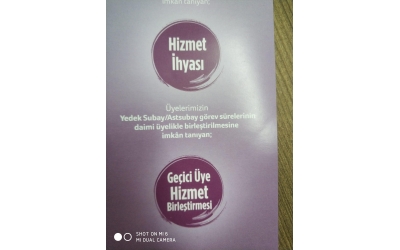 imkân tanıyan;
Hizmet
İhyası
Üyelerimizin
Yedek Subay/Astsubay görev sürelerinin
daimi üyelikle birleştirilmesine
imkân tanıyan;
Geçici Üye
Hizmet
Birleştirmesi
SHOT ON MI 6
MI DUAL CAMERA